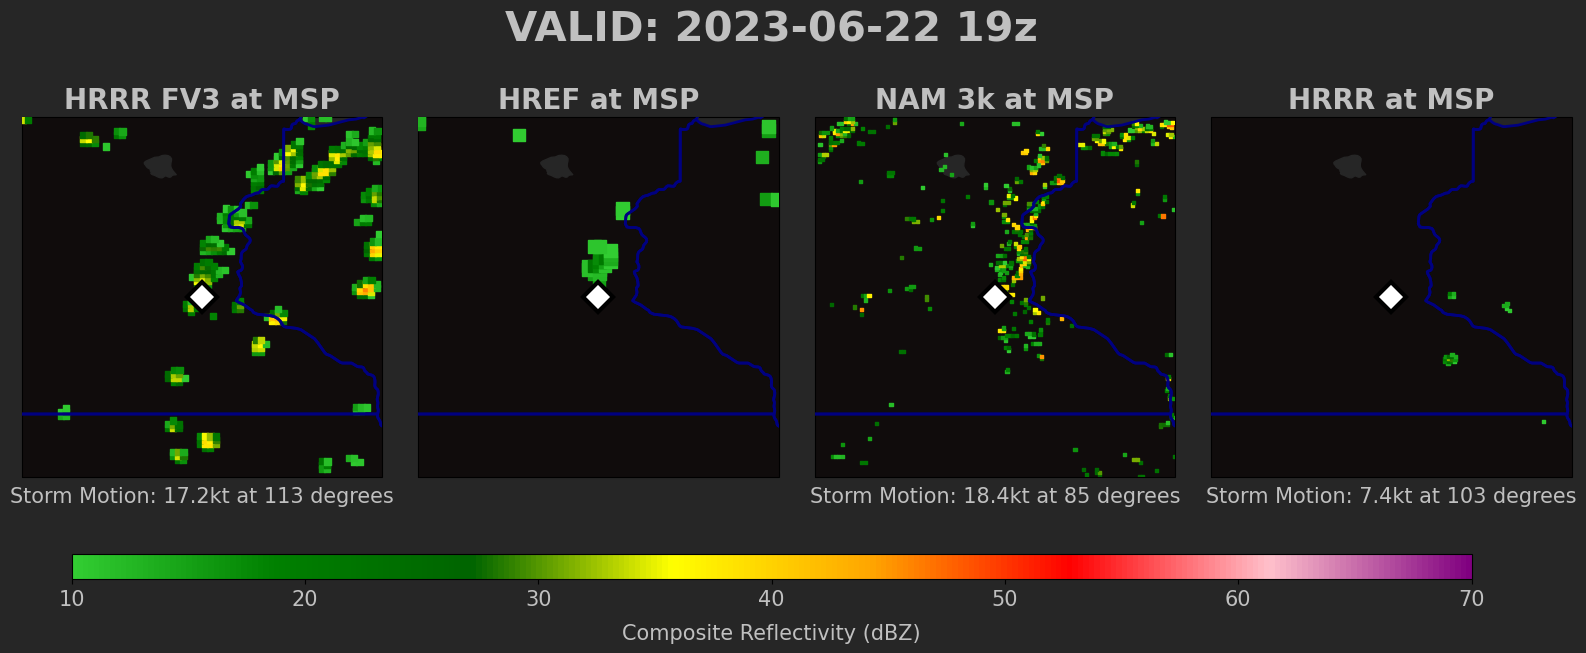 VALID: 2023-06-22 19z
HRRR FV3 at MSP
HREF at MSP
NAM 3k at MSP
HRRR at MSP
Storm Motion: 17.2kt at 113 degrees
Storm Motion: 18.4kt at 85 degrees
Storm Motion: 7.4kt at 103 degrees
10 20 30 40 50 60 70
Composite Reflectivity (dBZ)